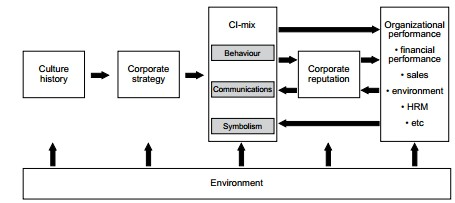 CI-mix
Behaviour
Communications
Symbolism
Culture
history
Corporate
strategy
Corporate
reputation
Organizational
performance
• financial
performance
• sales
• environment
• HRM
• etc
Environment